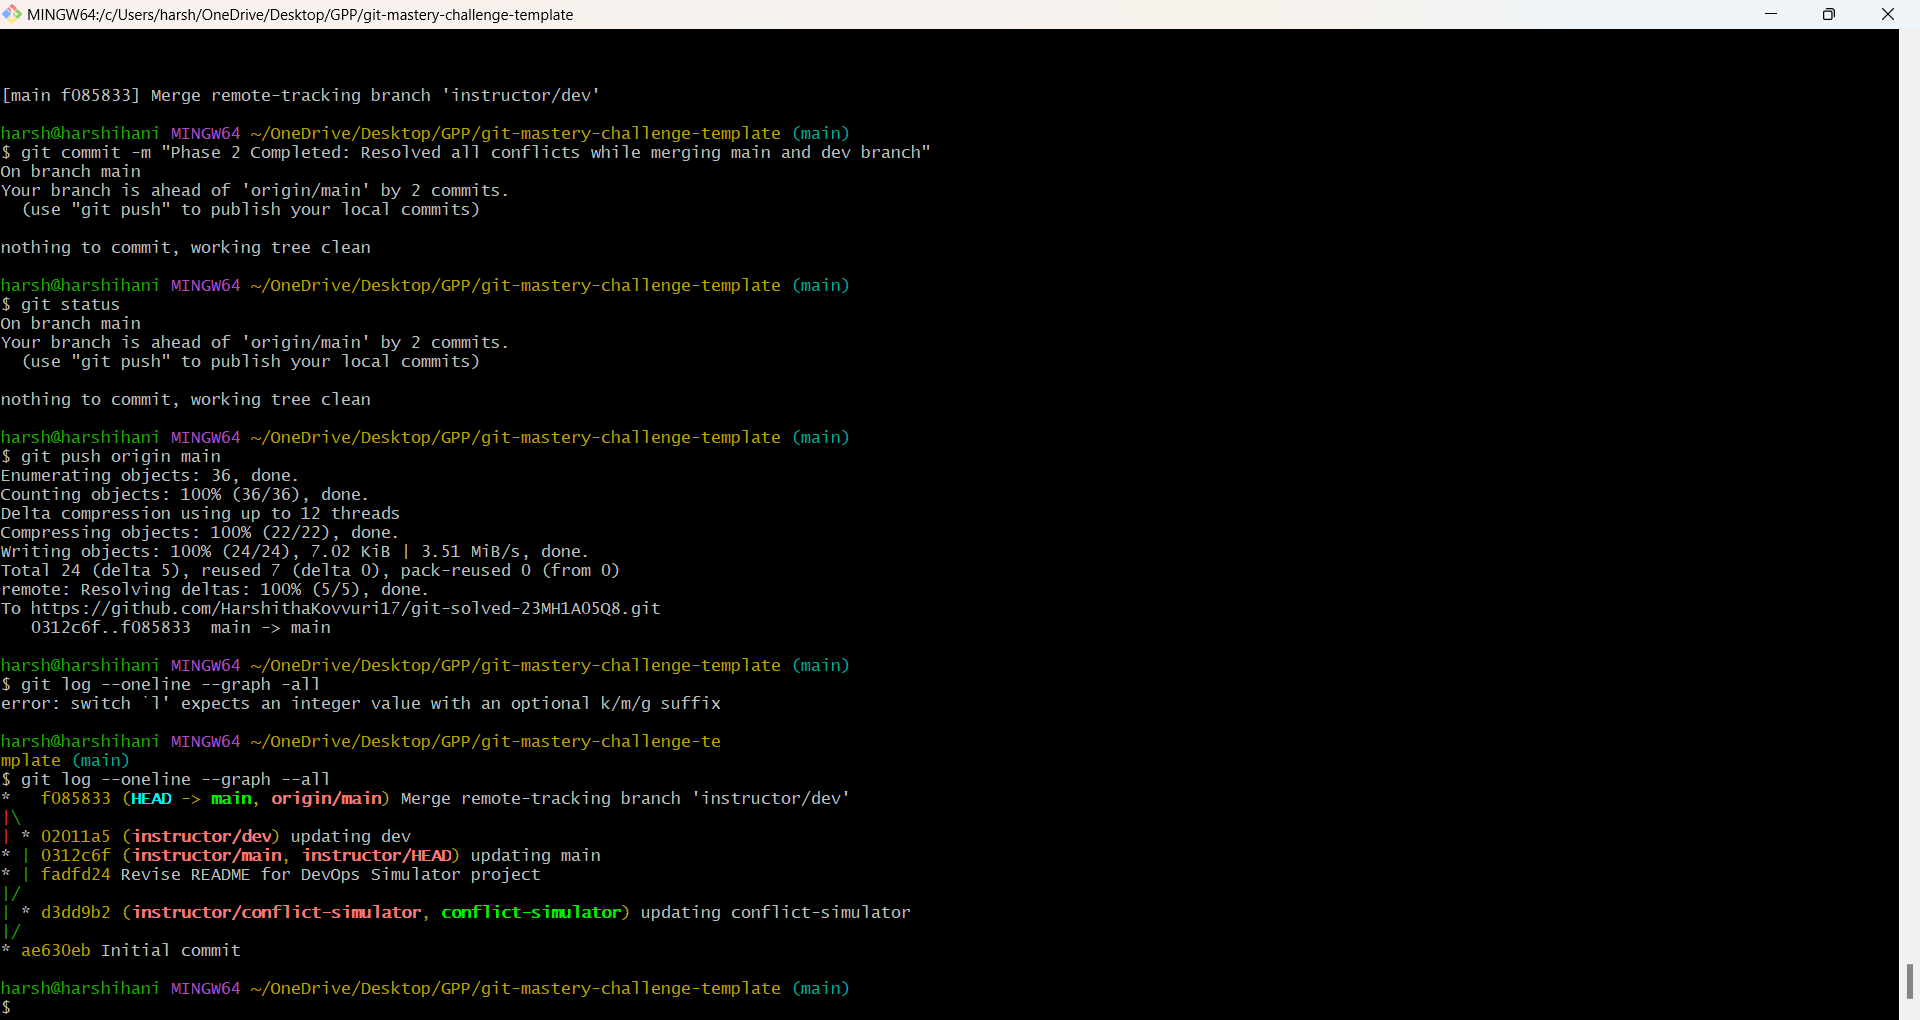 MINGW64:/c/Users/harsh/OneDrive/Desktop/GPP/git-mastery-challenge-template
[main f085833] Merge remote-tracking branch 'instructor/dev'
harsh@harshihani MINGW64 ~/OneDrive/Desktop/GPP/git-mastery-challenge-template (main)
$ git commit -m "Phase 2 Completed: Resolved all conflicts while merging main and dev branch"
On branch main
Your branch is ahead of 'origin/main' by 2 commits.
  (use "git push" to publish your local commits)
nothing to commit, working tree clean
harsh@harshihani MINGW64 ~/OneDrive/Desktop/GPP/git-mastery-challenge-template (main)
$ git status
On branch main
Your branch is ahead of 'origin/main' by 2 commits.
  (use "git push" to publish your local commits)
nothing to commit, working tree clean
harsh@harshihani MINGW64 ~/OneDrive/Desktop/GPP/git-mastery-challenge-template (main)
$ git push origin main
Enumerating objects: 36, done.
Counting objects: 100% (36/36), done.
Delta compression using up to 12 threads
Compressing objects: 100% (22/22), done.
Writing objects: 100% (24/24), 7.02 KiB | 3.51 MiB/s, done.
Total 24 (delta 5), reused 7 (delta 0), pack-reused 0 (from 0)
remote: Resolving deltas: 100% (5/5), done.
To https://github.com/HarshithaKovvuri17/git-solved-23MH1A05Q8.git
   0312c6f..f085833  main -> main
harsh@harshihani MINGW64 ~/OneDrive/Desktop/GPP/git-mastery-challenge-template (main)
$ git log --oneline --graph -all
error: switch `l' expects an integer value with an optional k/m/g suffix
harsh@harshihani MINGW64 ~/OneDrive/Desktop/GPP/git-mastery-challenge-te
mplate (main)
$ git log --oneline --graph --all
*   f085833 (HEAD -> main, origin/main) Merge remote-tracking branch 'instructor/dev'
|\
| * 02011a5 (instructor/dev) updating dev
* | 0312c6f (instructor/main, instructor/HEAD) updating main
* | fadfd24 Revise README for DevOps Simulator project
|/
| * d3dd9b2 (instructor/conflict-simulator, conflict-simulator) updating conflict-simulator
|/
* ae630eb Initial commit
harsh@harshihani MINGW64 ~/OneDrive/Desktop/GPP/git-mastery-challenge-template (main)
$